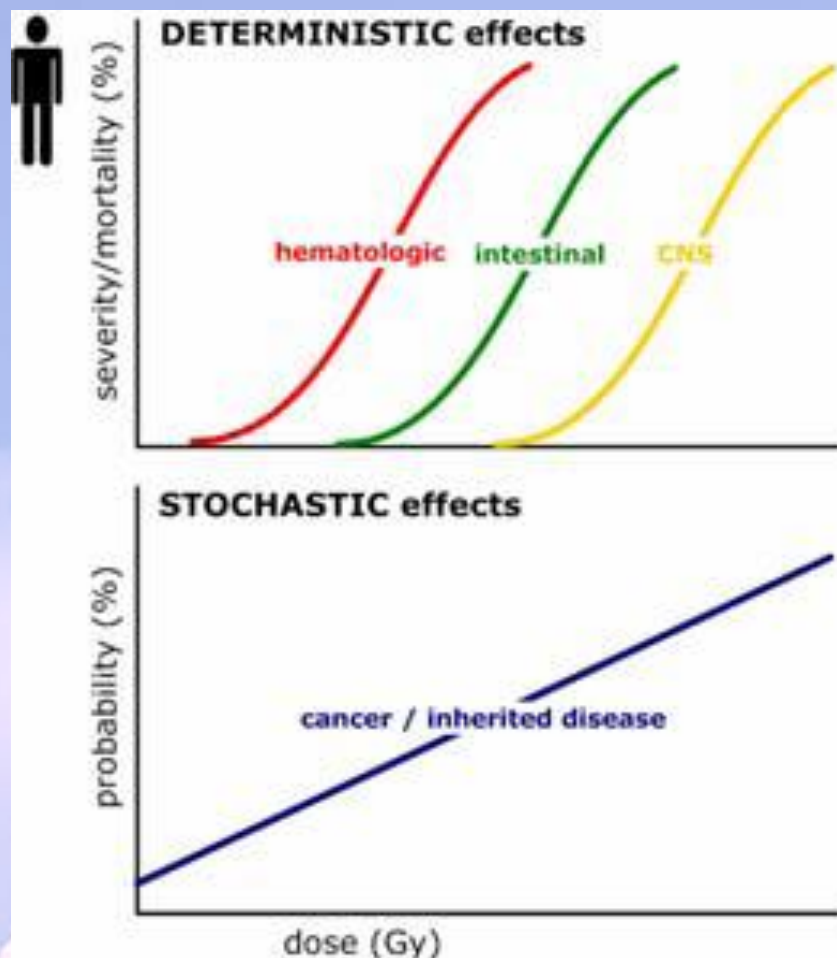 DETERMINISTIC effects
severity/mortality (%)
hematologic
intestinal
CNS
STOCHASTIC effects
probability (%)
cancer / inherited disease
dose (Gy)